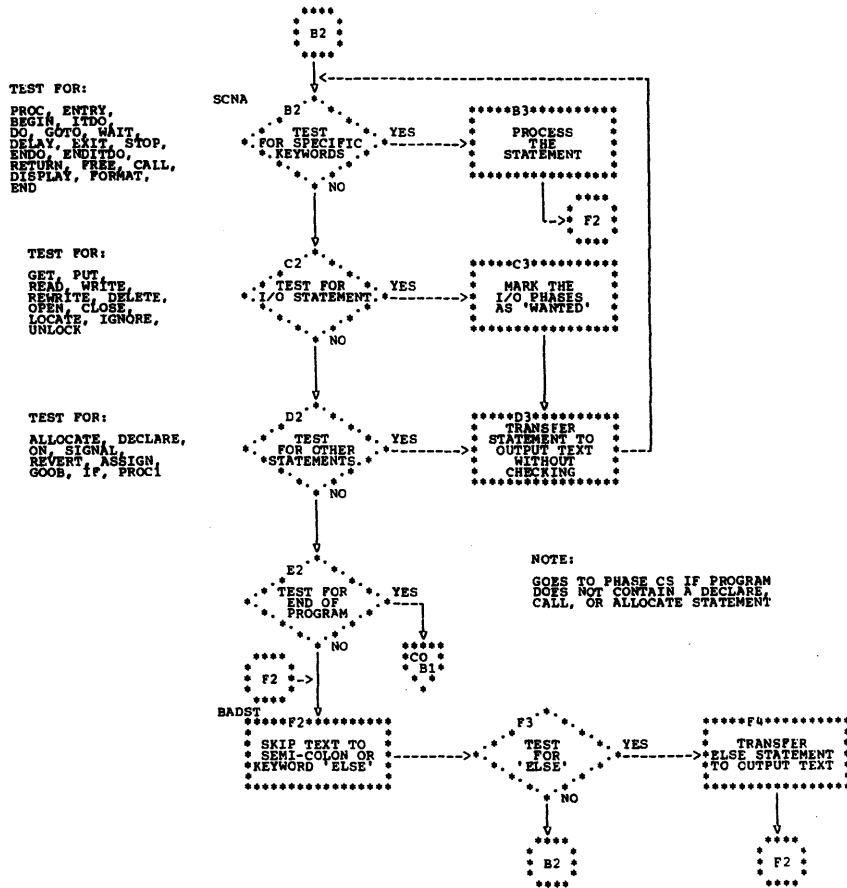 B2
TEST FOR:
PROC, ENTRY,
BEGIN, ITDO,
DO, GOTO, WAIT,
DELAY, EXIT, STOP,
ENDO, ENDITDO,
RETURN, FREE, CALL,
DISPLAY, FORMAT,
END
SCNA
B2
TEST
FOR SPECIFIC
KEYWORDS
YES
NO
B3
PROCESS
THE
STATEMENT
F2
TEST FOR:
GET, PUT,
READ, WRITE,
REWRITE, DELETE,
OPEN, CLOSE,
LOCATE, IGNORE,
UNLOCK
C2
TEST FOR
I/O STATEMENT
YES
NO
C3
MARK THE
I/O PHASES
AS 'WANTED'
TEST FOR:
ALLOCATE, DECLARE,
ON, SIGNAL,
REVERT, ASSIGN,
GOOB, IF, PROC1
D2
TEST
FOR OTHER
STATEMENTS
YES
NO
D3
TRANSFER
STATEMENT TO
OUTPUT TEXT
WITHOUT
CHECKING
E2
TEST FOR
END OF
PROGRAM
YES
NO
CO
B1
NOTE:
GOES TO PHASE CS IF PROGRAM
DOES NOT CONTAIN A DECLARE,
CALL, OR ALLOCATE STATEMENT
F2
BADST
F2
SKIP TEXT TO
SEMI-COLON OR
KEYWORD 'ELSE'
F3
TEST
FOR
'ELSE'
YES
NO
F4
TRANSFER
ELSE STATEMENT
TO OUTPUT TEXT
B2
F2